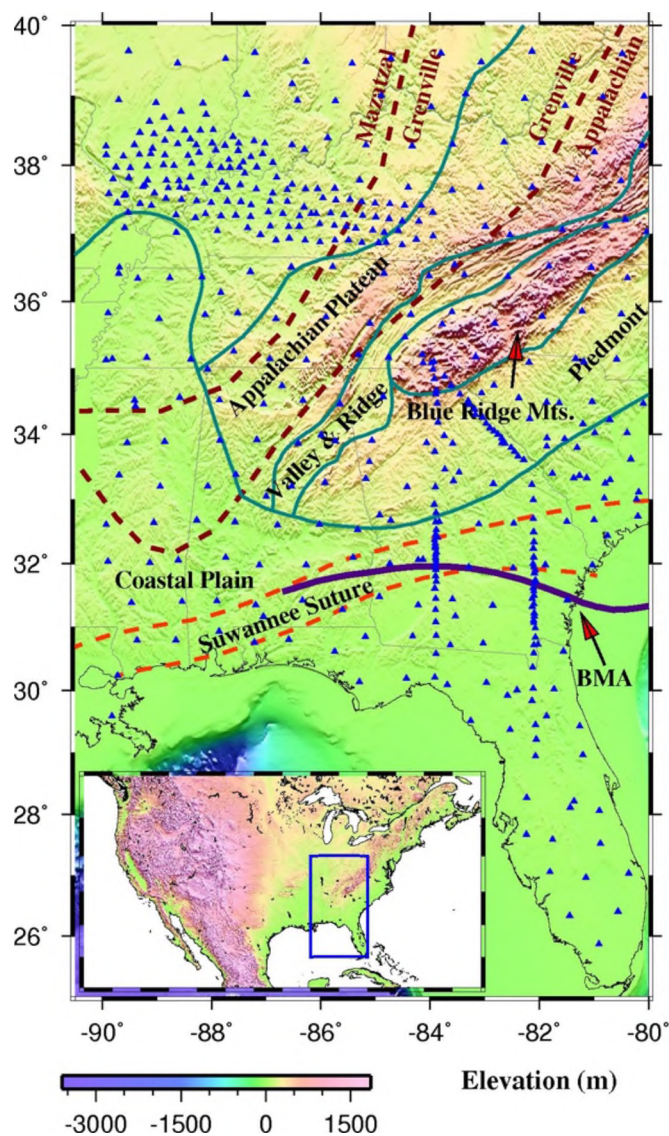 40°
38°
36°
34°
32°
30°
28°
26°
Mazatzal
Grenville
Grenville
Appalachian
Appalachian Plateau
Piedmont
Valley & Ridge
Blue Ridge Mts.
Coastal Plain
Suwannee Suture
BMA
-90° -88° -86° -84° -82° -80°
Elevation (m)
-3000 -1500 0 1500